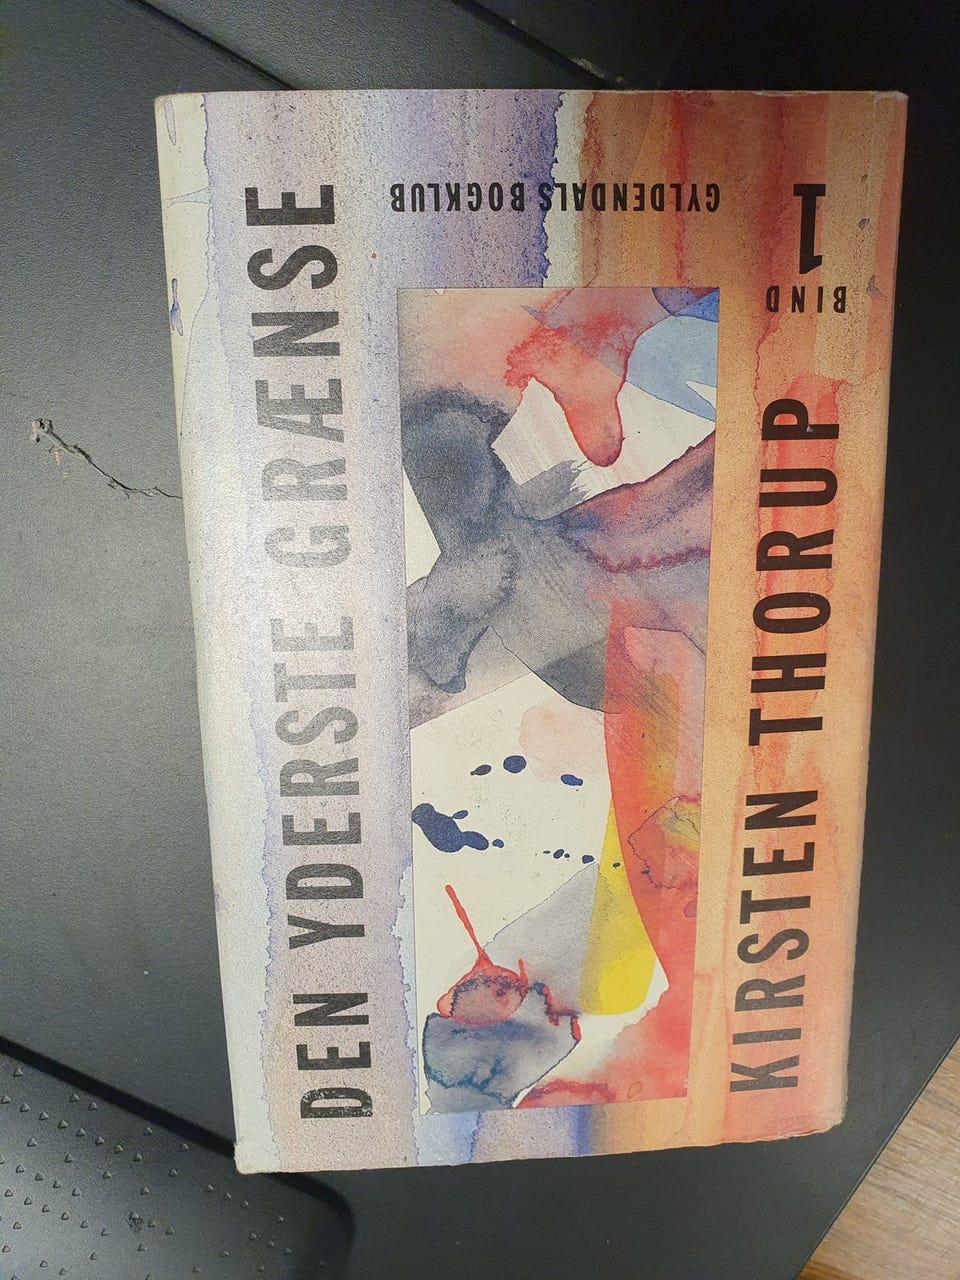 GYLDENDALS BOGKLUB
BIND
1
KIRSTEN THORUP
DEN YDERSTE GRÆNSE